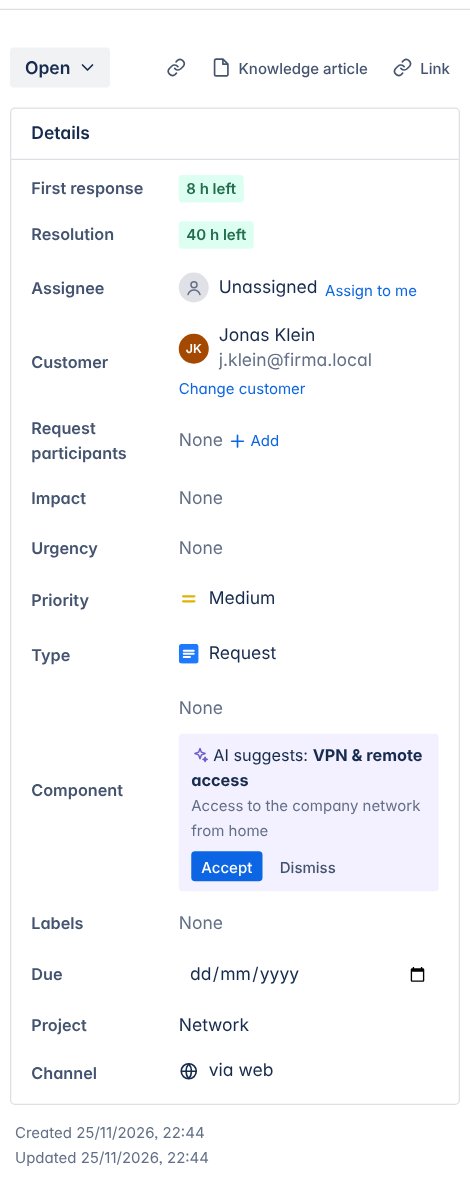 Open
Knowledge article
Link
Details
First response
8 h left
Resolution
40 h left
Assignee
Unassigned Assign to me
Customer
JK
Jonas Klein
j.klein@firma.local
Change customer
Request
participants
None + Add
Impact
None
Urgency
None
Priority
Medium
Type
Request
Component
None
AI suggests: VPN & remote
access
Access to the company network
from home
Accept Dismiss
Labels
None
Due
dd/mm/yyyy
Project
Network
Channel
via web
Created 25/11/2026, 22:44
Updated 25/11/2026, 22:44